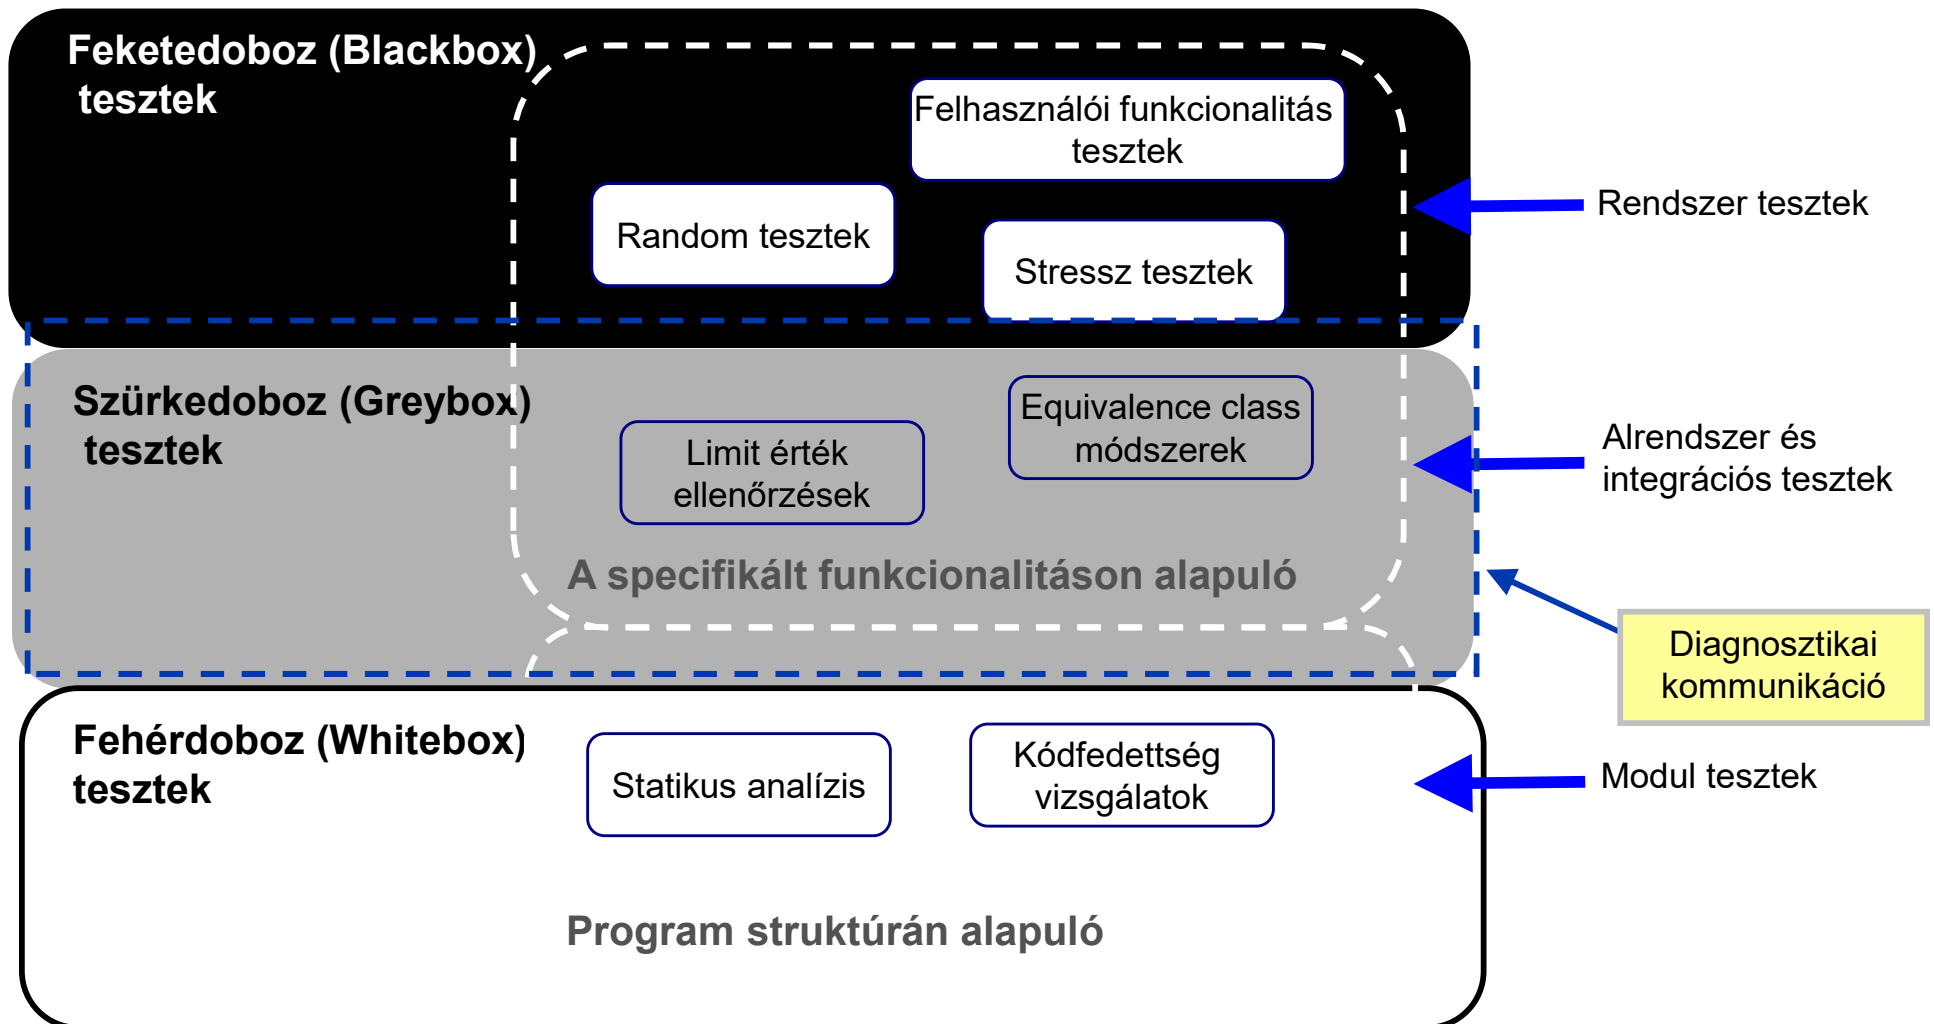 Feketedoboz (Blackbox)
tesztek
Felhasználói funkcionalitás
tesztek
Random tesztek
Stressz tesztek
Rendszer tesztek
Szürkedoboz (Greybox)
tesztek
Equivalence class
módszerek
Limit érték
ellenőrzések
Alrendszer és
integrációs tesztek
A specifikált funkcionalitáson alapuló
Diagnosztikai
kommunikáció
Fehérdoboz (Whitebox)
tesztek
Statikus analízis
Kódfedettség
vizsgálatok
Modul tesztek
Program struktúrán alapuló